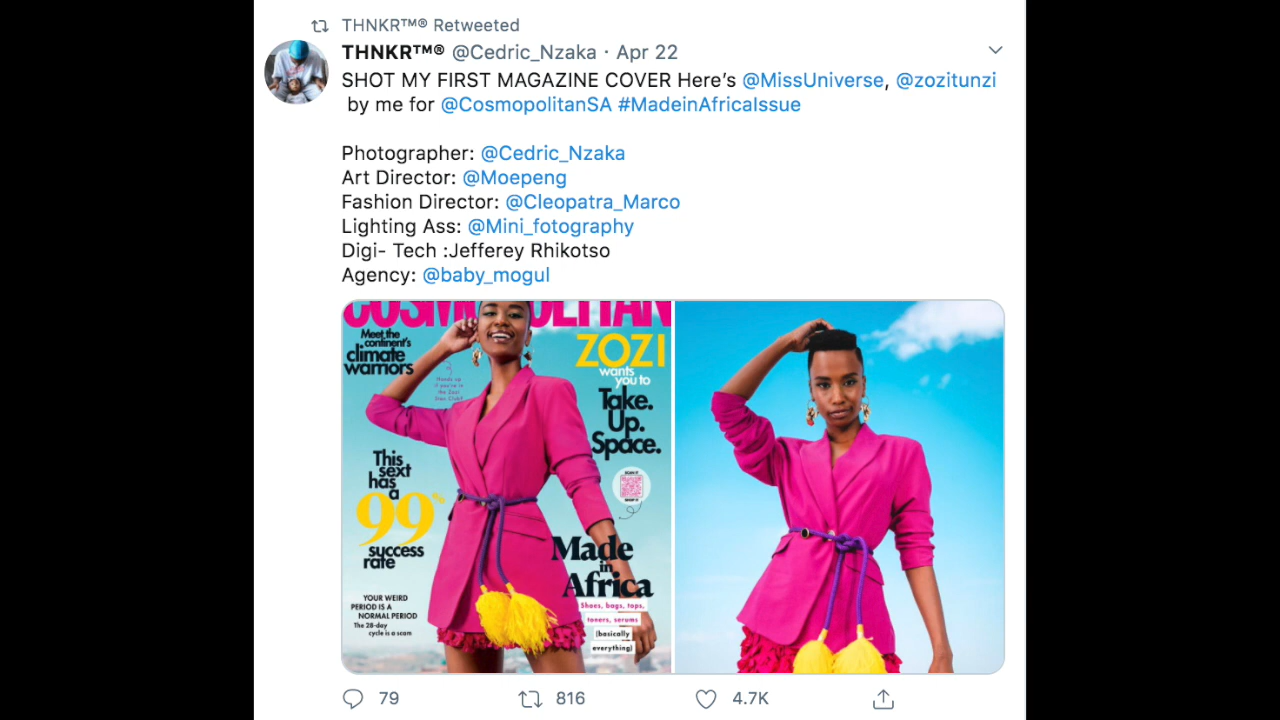 THNKR™® Retweeted
THNKR™® @Cedric_Nzaka · Apr 22
SHOT MY FIRST MAGAZINE COVER Here's @MissUniverse, @zozitunzi
by me for @CosmopolitanSA #MadeinAfricaIssue
Photographer: @Cedric_Nzaka
Art Director: @Moepeng
Fashion Director: @Cleopatra_Marco
Lighting Ass: @Mini_fotography
Digi- Tech :Jefferey Rhikotso
Agency: @baby_mogul
COSMOPOLITAN
Meet the
continent's
climate
warriors
ZOZI
wants
you to
Take.
Up.
Space.
This
sext
has
a
99%
success
rate
YOUR WEIRD
PERIOD IS A
NORMAL PERIOD
The 28-day
cycle is a scam
Made
in
Africa
Shoes, bags, tops,
toners, serums
(basically
everything)
79
816
4.7K